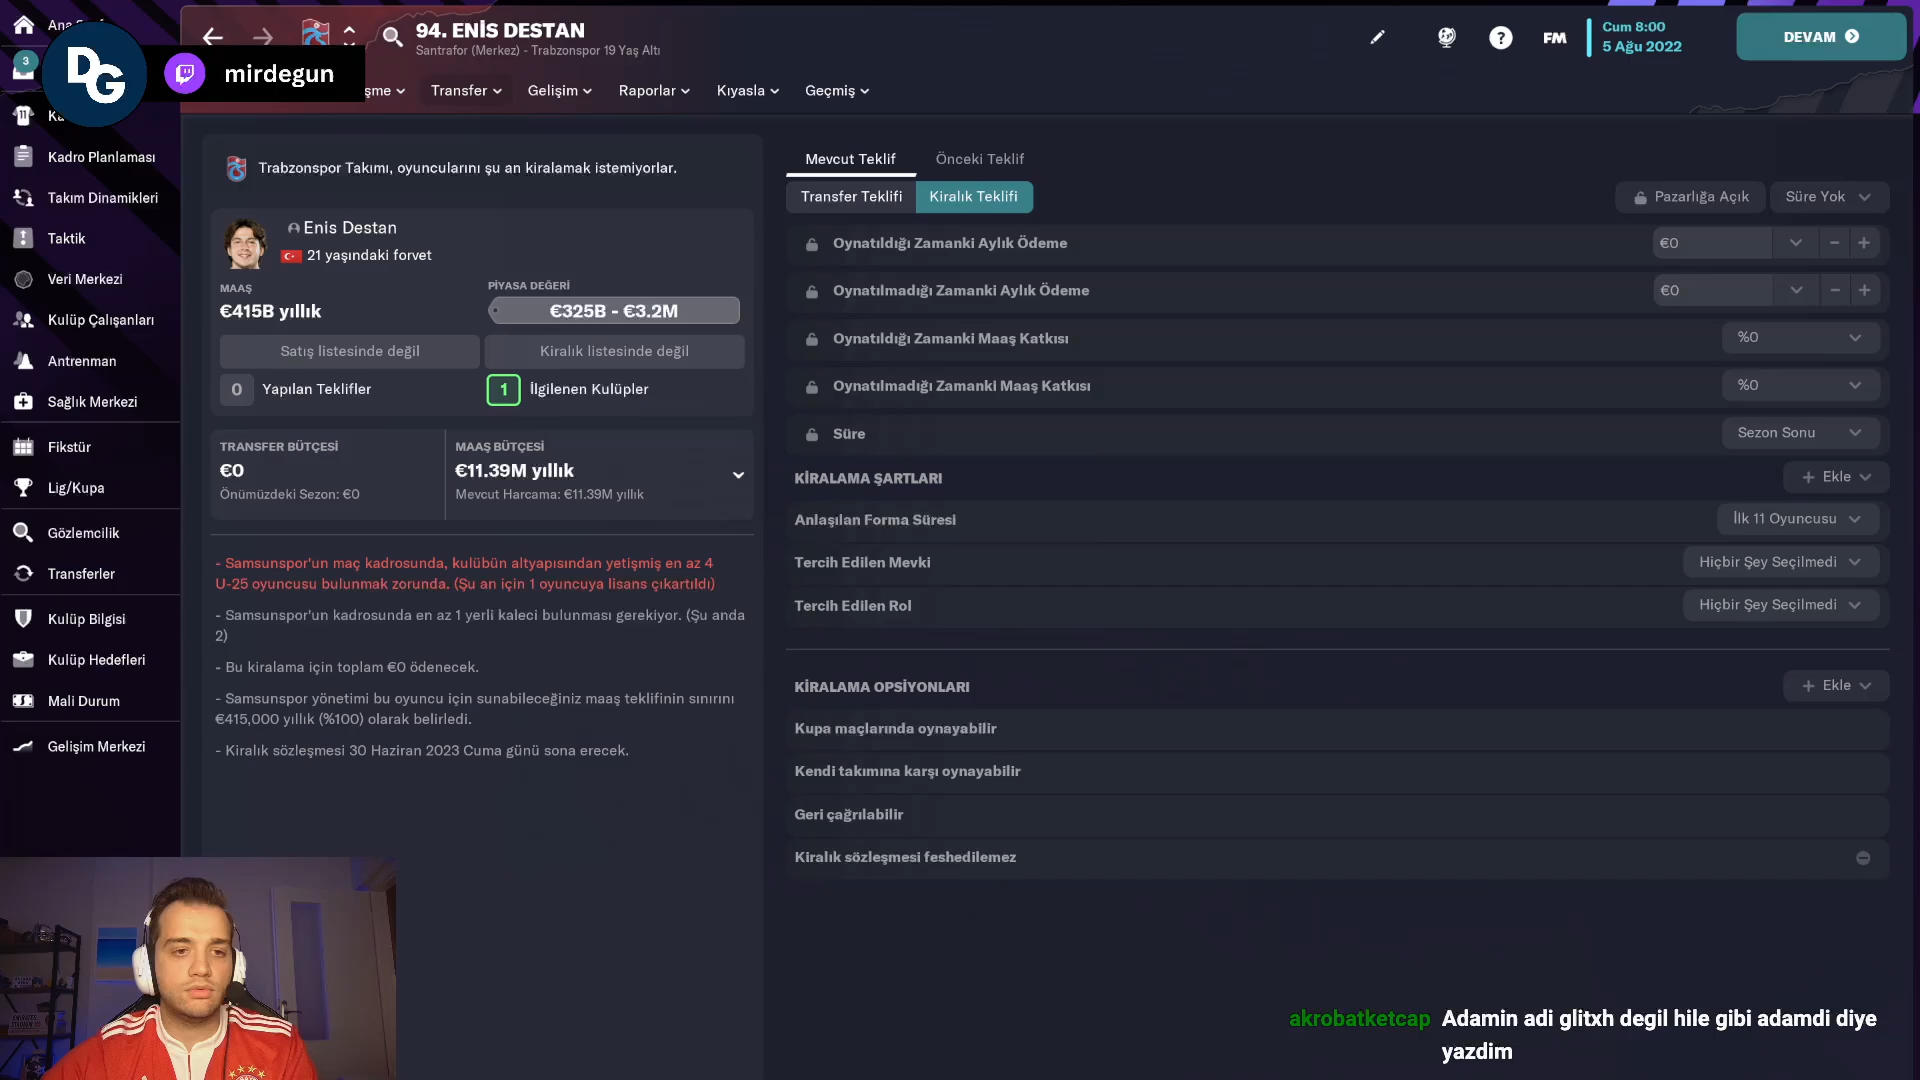 94. ENİS DESTAN
Santrafor (Merkez) - Trabzonspor 19 Yaş Altı
Cum 8:00
5 Ağu 2022
FM
DEVAM
3
DG
mirdegun
Transfer
Gelişim
Raporlar
Kıyasla
Geçmiş
Kadro Planlaması
Takım Dinamikleri
Taktik
Veri Merkezi
Kulüp Çalışanları
Antrenman
Sağlık Merkezi
Fikstür
Lig/Kupa
Gözlemcilik
Transferler
Kulüp Bilgisi
Kulüp Hedefleri
Mali Durum
Gelişim Merkezi
Trabzonspor Takımı, oyuncularını şu an kiralamak istemiyorlar.
Enis Destan
21 yaşındaki forvet
MAAŞ
€415B yıllık
PİYASA DEĞERİ
€325B - €3.2M
Satış listesinde değil
Kiralık listesinde değil
0 Yapılan Teklifler
1 İlgilenen Kulüpler
TRANSFER BÜTÇESİ
€0
Önümüzdeki Sezon: €0
MAAŞ BÜTÇESİ
€11.39M yıllık
Mevcut Harcama: €11.39M yıllık
- Samsunspor'un maç kadrosunda, kulübün altyapısından yetişmiş en az 4
U-25 oyuncusu bulunmak zorunda. (Şu an için 1 oyuncuya lisans çıkartıldı)
- Samsunspor'un kadrosunda en az 1 yerli kaleci bulunması gerekiyor. (Şu anda
2)
- Bu kiralama için toplam €0 ödenecek.
- Samsunspor yönetimi bu oyuncu için sunabileceğiniz maaş teklifinin sınırını
€415,000 yıllık (%100) olarak belirledi.
- Kiralık sözleşmesi 30 Haziran 2023 Cuma günü sona erecek.
Mevcut Teklif
Önceki Teklif
Transfer Teklifi
Kiralık Teklifi
Pazarlığa Açık
Süre Yok
Oynatıldığı Zamanki Aylık Ödeme €0
Oynatılmadığı Zamanki Aylık Ödeme €0
Oynatıldığı Zamanki Maaş Katkısı %0
Oynatılmadığı Zamanki Maaş Katkısı %0
Süre Sezon Sonu
KİRALAMA ŞARTLARI + Ekle
Anlaşılan Forma Süresi İlk 11 Oyuncusu
Tercih Edilen Mevki Hiçbir Şey Seçilmedi
Tercih Edilen Rol Hiçbir Şey Seçilmedi
KİRALAMA OPSİYONLARI + Ekle
Kupa maçlarında oynayabilir
Kendi takımına karşı oynayabilir
Geri çağrılabilir
Kiralık sözleşmesi feshedilemez
akrobatketcap Adamin adi glitxh degil hile gibi adamdi diye
yazdim